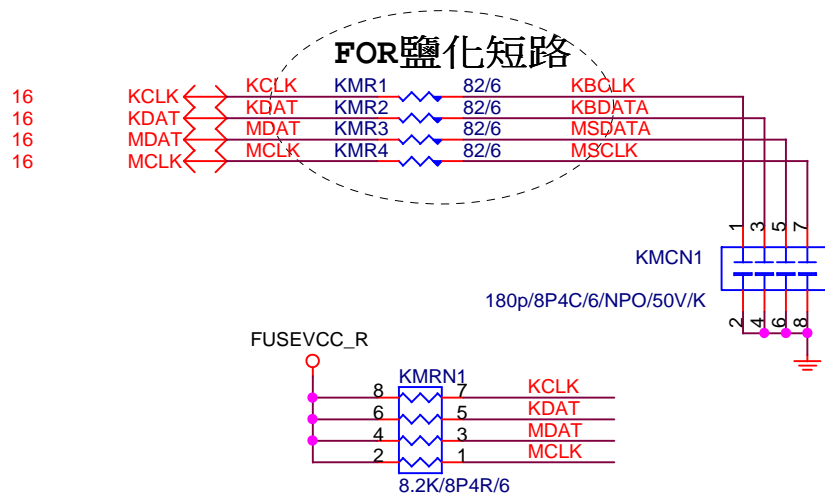 FOR鹽化短路
16 KCLK KCLK KMR1 82/6 KBCLK
16 KDAT KDAT KMR2 82/6 KBDATA
16 MDAT MDAT KMR3 82/6 MSDATA
16 MCLK MCLK KMR4 82/6 MSCLK
1 3 5 7
KMCN1
180p/8P4C/6/NPO/50V/K
2 4 6 8
FUSEVCC_R
KMRN1
8 7 KCLK
6 5 KDAT
4 3 MDAT
2 1 MCLK
8.2K/8P4R/6